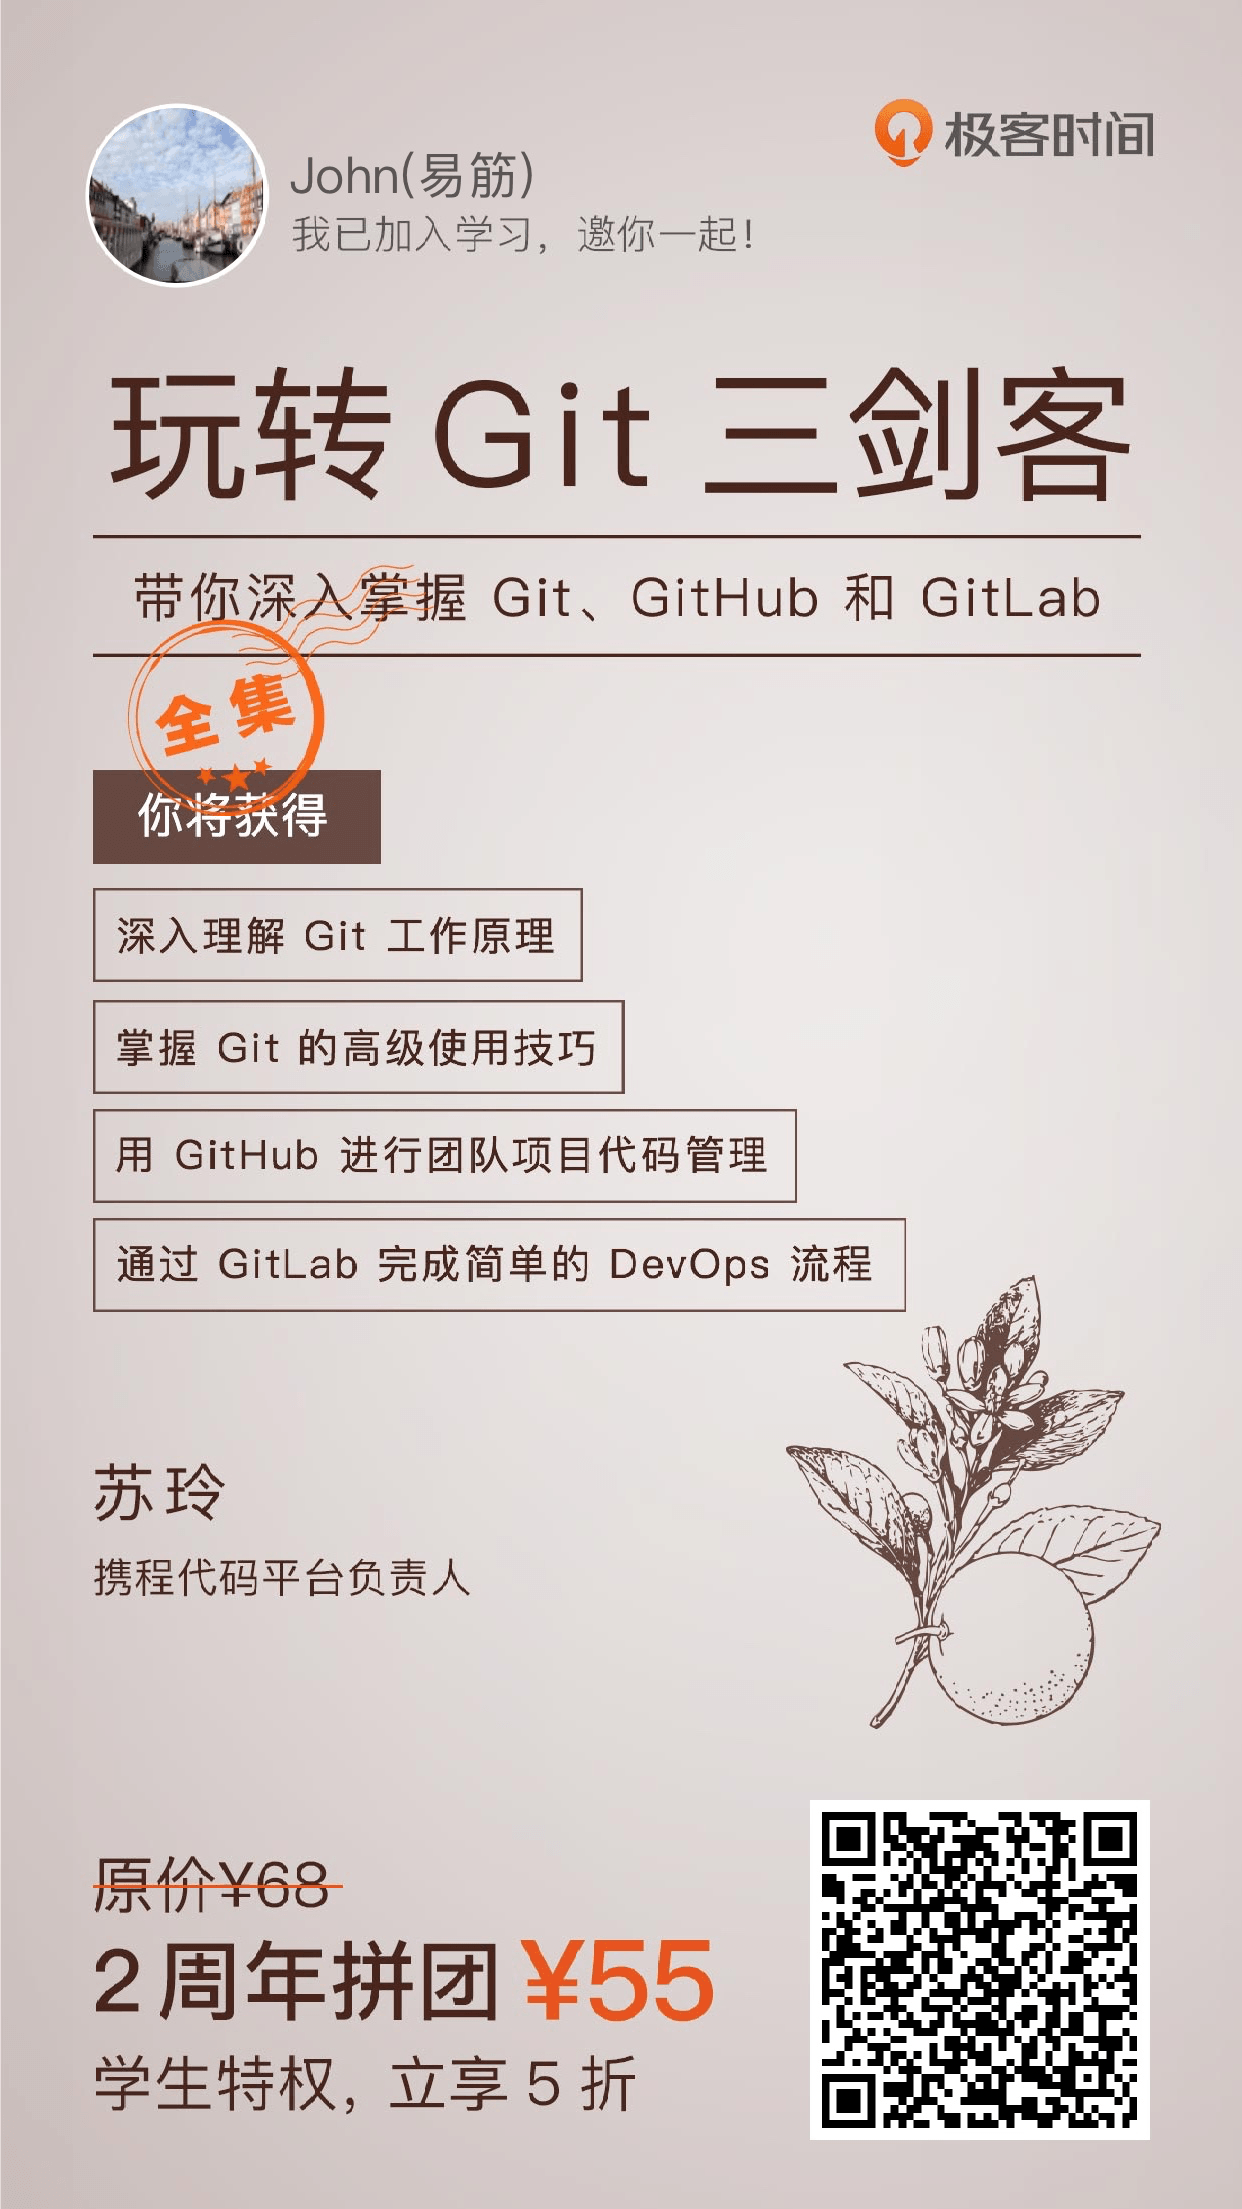 极客时间
John(易筋)
我已加入学习，邀你一起！
玩转 Git 三剑客
带你深入掌握 Git、GitHub 和 GitLab
全集
你将获得
深入理解 Git 工作原理
掌握 Git 的高级使用技巧
用 GitHub 进行团队项目代码管理
通过 GitLab 完成简单的 DevOps 流程
苏玲
携程代码平台负责人
原价¥68
2周年拼团 ¥55
学生特权，立享 5 折